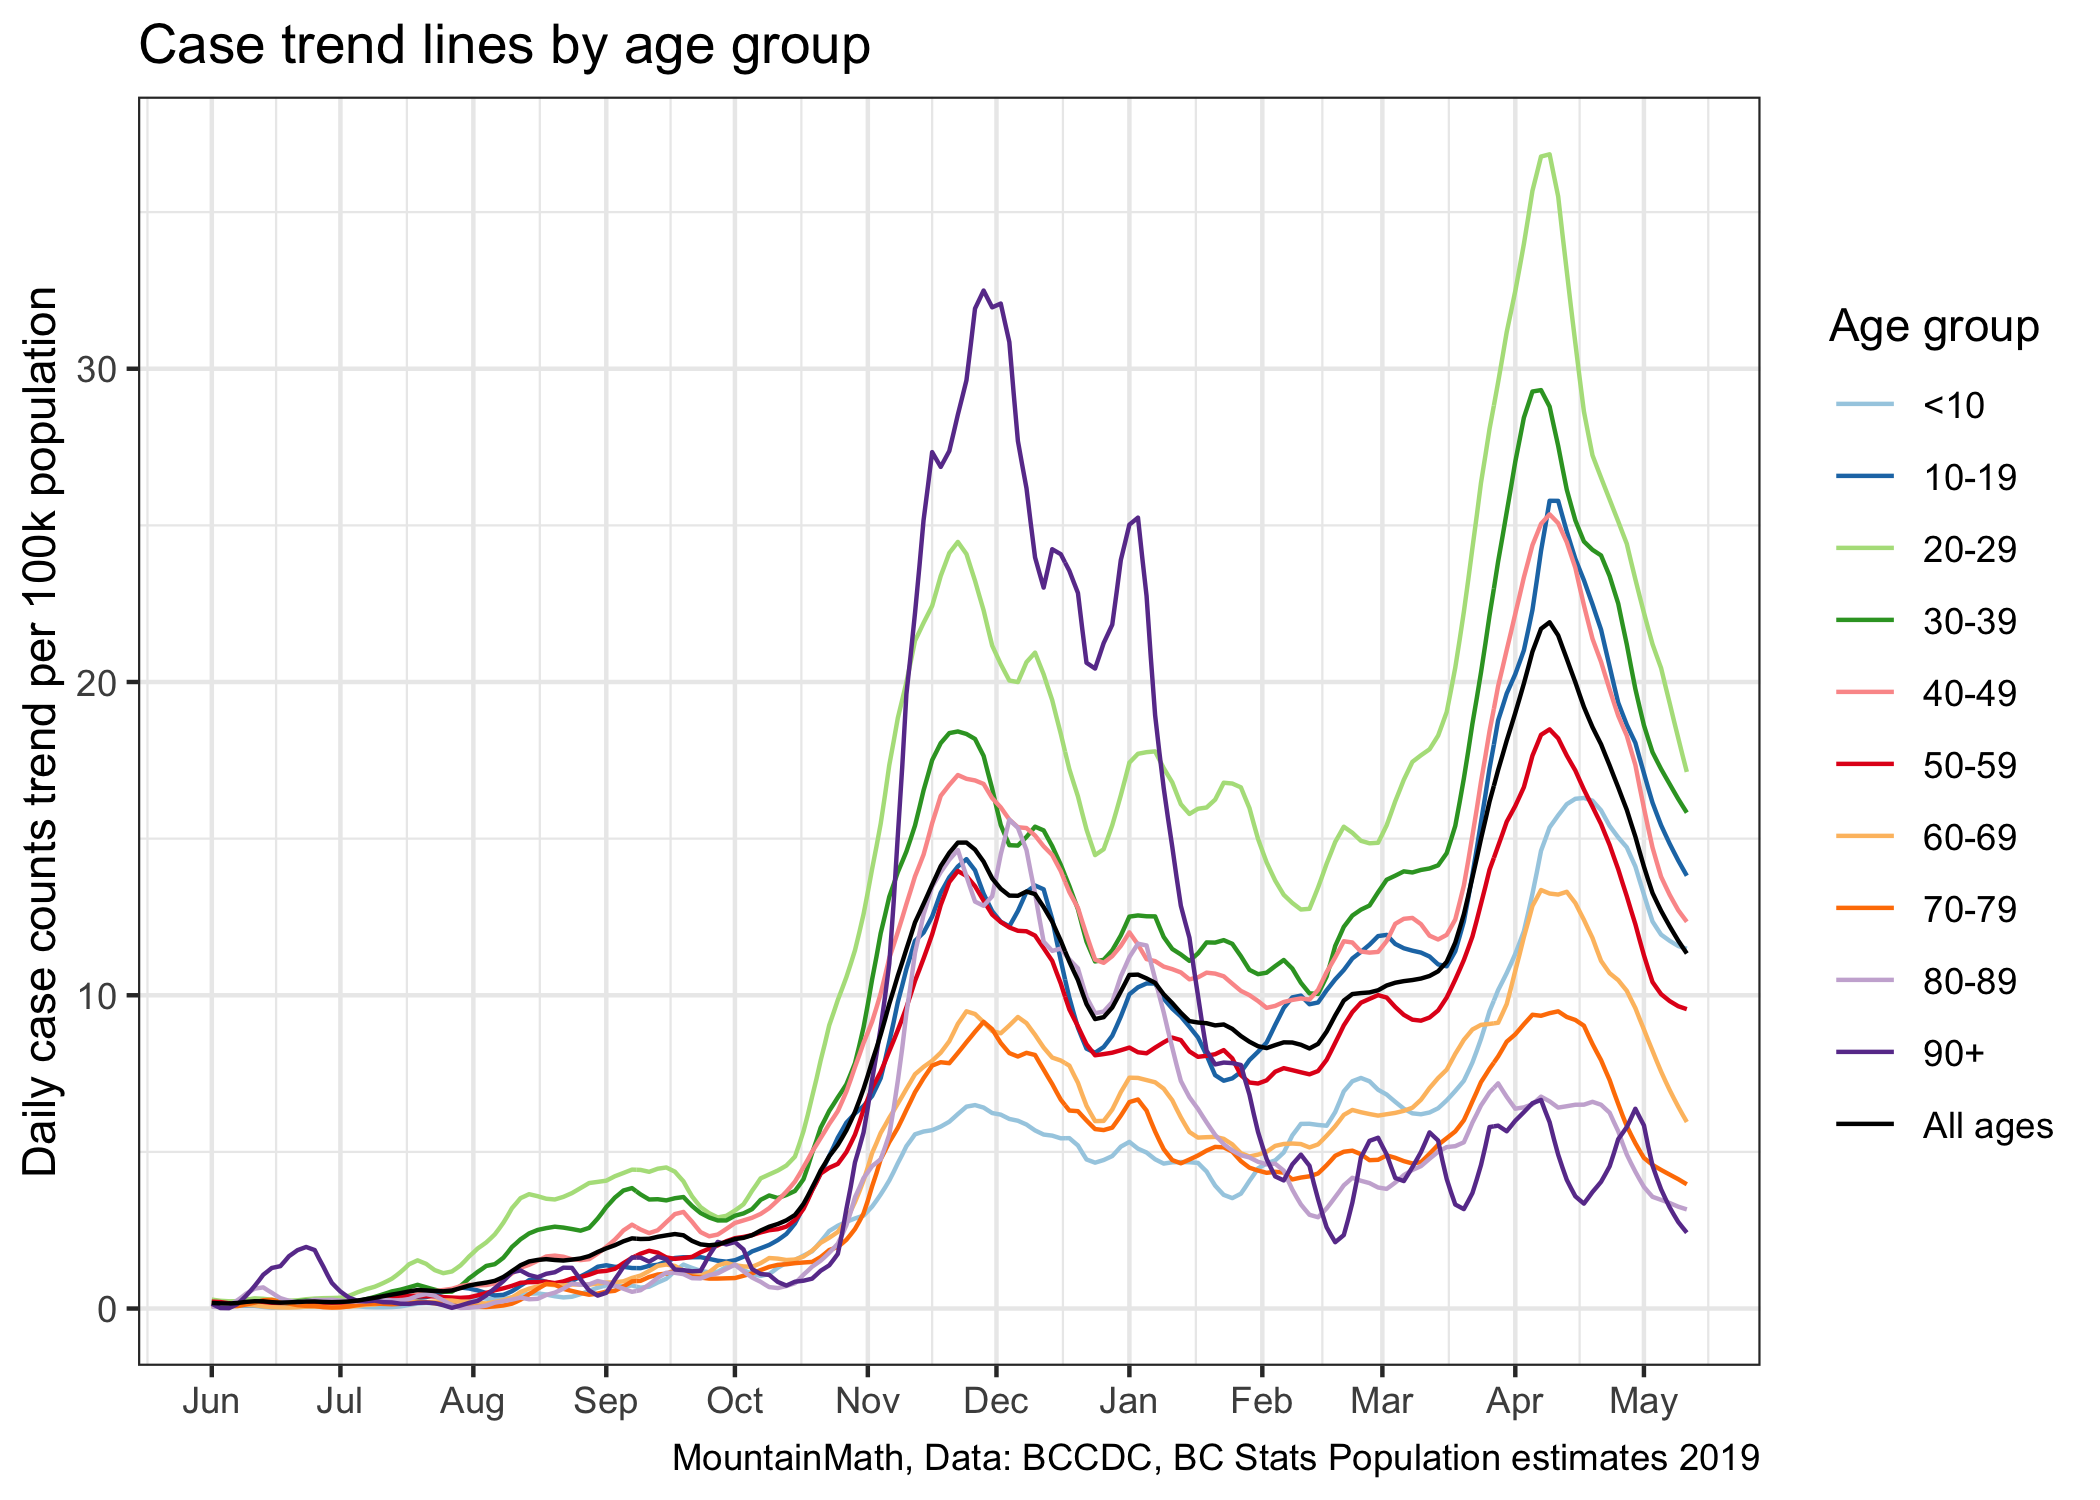 Case trend lines by age group
Daily case counts trend per 100k population
30
20
10
0
Jun Jul Aug Sep Oct Nov Dec Jan Feb Mar Apr May
Age group
<10
10-19
20-29
30-39
40-49
50-59
60-69
70-79
80-89
90+
All ages
MountainMath, Data: BCCDC, BC Stats Population estimates 2019